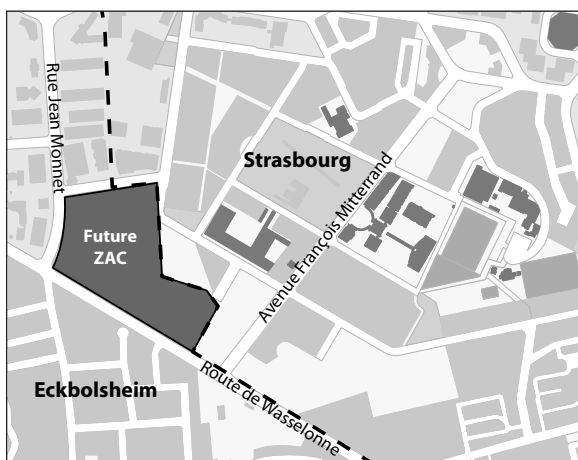 Rue Jean Monnet
Strasbourg
Avenue François Mitterrand
Future
ZAC
Route de Wasselonne
Eckbolsheim